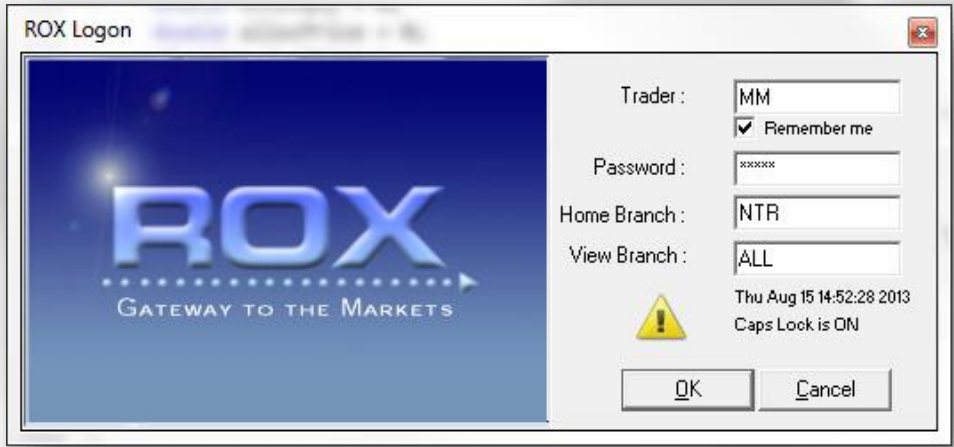 ROX Logon
ROX
GATEWAY TO THE MARKETS
Trader :
MM
Remember me
Password :
*****
Home Branch :
NTR
View Branch :
ALL
Thu Aug 15 14:52:28 2013
Caps Lock is ON
OK
Cancel